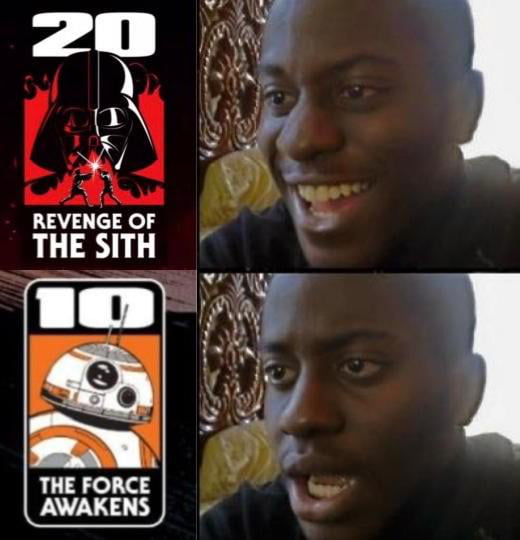 20
REVENGE OF
THE SITH
10
THE FORCE
AWAKENS